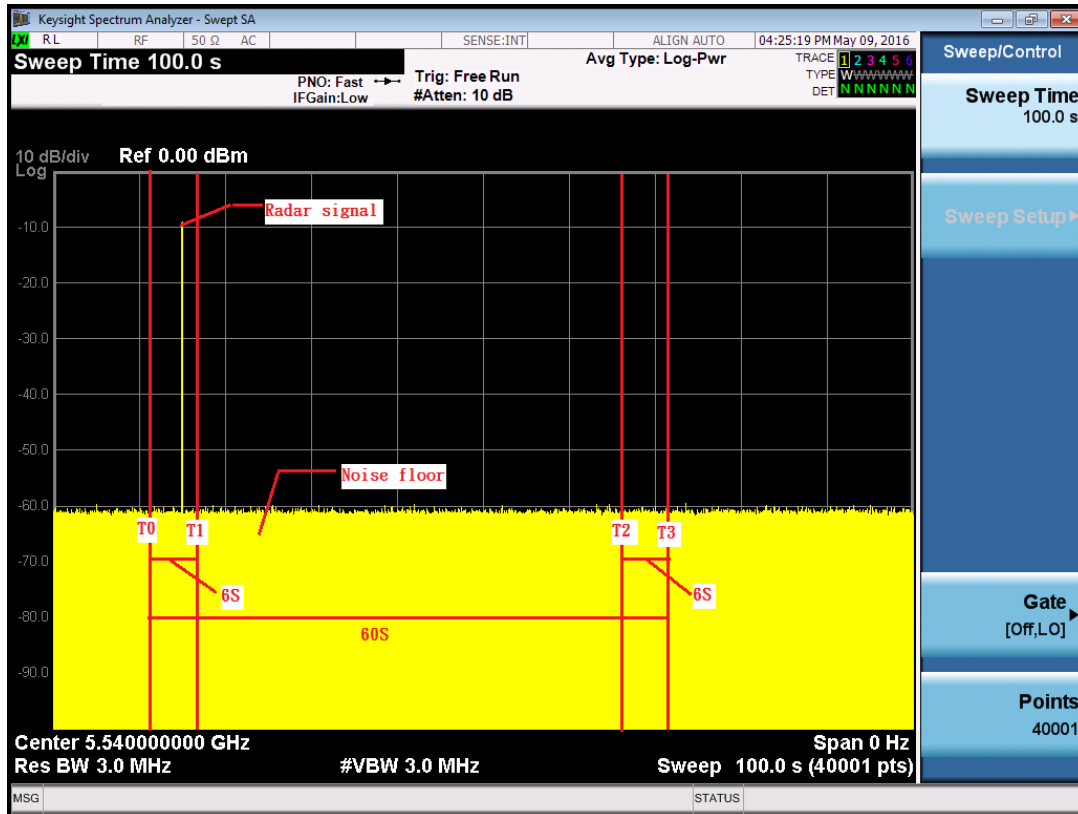 Keysight Spectrum Analyzer - Swept SA
LXI RL RF 50 Ω AC SENSE:INT ALIGN AUTO 04:25:19 PM May 09, 2016
Sweep Time 100.0 s
PNO: Fast
IFGain:Low
Trig: Free Run
#Atten: 10 dB
Avg Type: Log-Pwr
TRACE 1 2 3 4 5 6
TYPE WWWWWW
DET N N N N N N
10 dB/div
Log
Ref 0.00 dBm
Radar signal
-10.0
-20.0
-30.0
-40.0
-50.0
Noise floor
-60.0
T0 T1 T2 T3
-70.0
6S 6S
-80.0
60S
-90.0
Center 5.540000000 GHz
Span 0 Hz
Res BW 3.0 MHz
#VBW 3.0 MHz
Sweep 100.0 s (40001 pts)
MSG
STATUS
Sweep/Control
Sweep Time
100.0 s
Sweep Setup
Gate
[Off,LO]
Points
40001